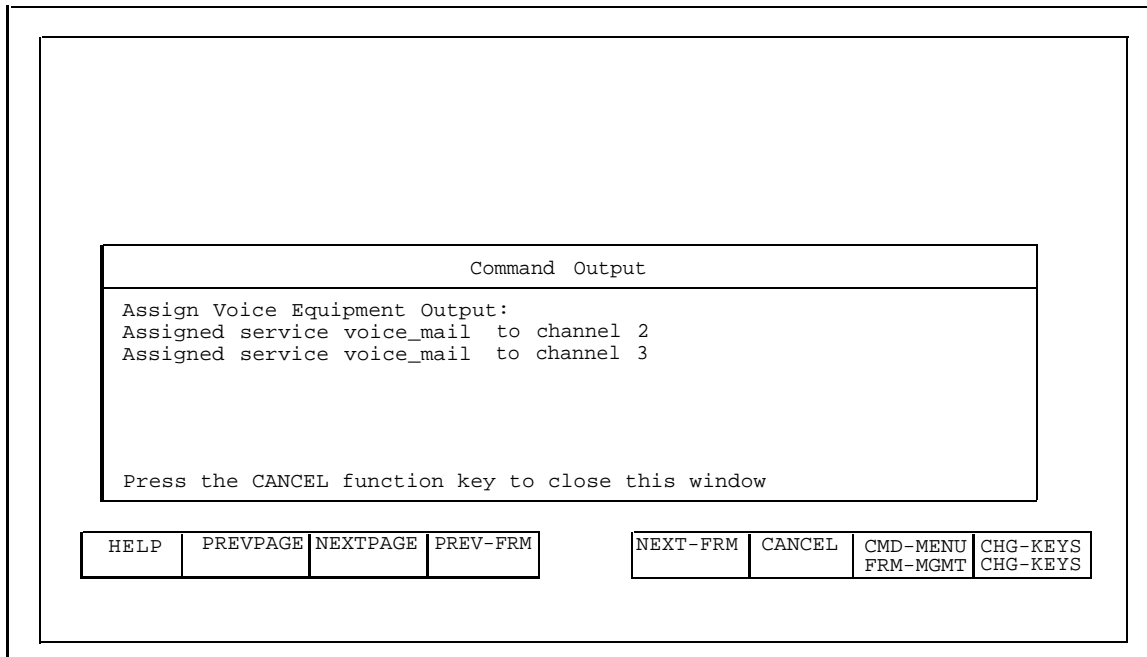 Command Output
Assign Voice Equipment Output:
Assigned service voice_mail to channel 2
Assigned service voice_mail to channel 3
Press the CANCEL function key to close this window
HELP PREVPAGE NEXTPAGE PREV-FRM NEXT-FRM CANCEL CMD-MENU CHG-KEYS
FRM-MGMT CHG-KEYS